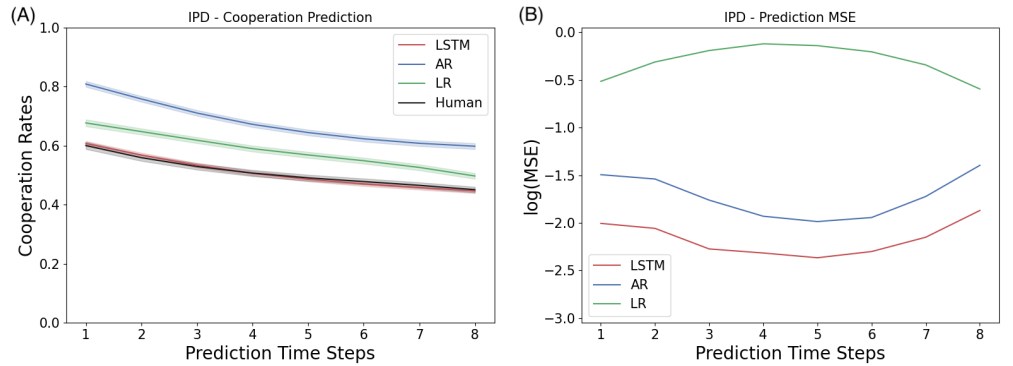 (A)
IPD - Cooperation Prediction
1.0
0.8
0.6
0.4
0.2
0.0
Cooperation Rates
LSTM
AR
LR
Human
1 2 3 4 5 6 7 8
Prediction Time Steps
(B)
IPD - Prediction MSE
0.0
−0.5
−1.0
−1.5
−2.0
−2.5
−3.0
log(MSE)
LSTM
AR
LR
1 2 3 4 5 6 7 8
Prediction Time Steps